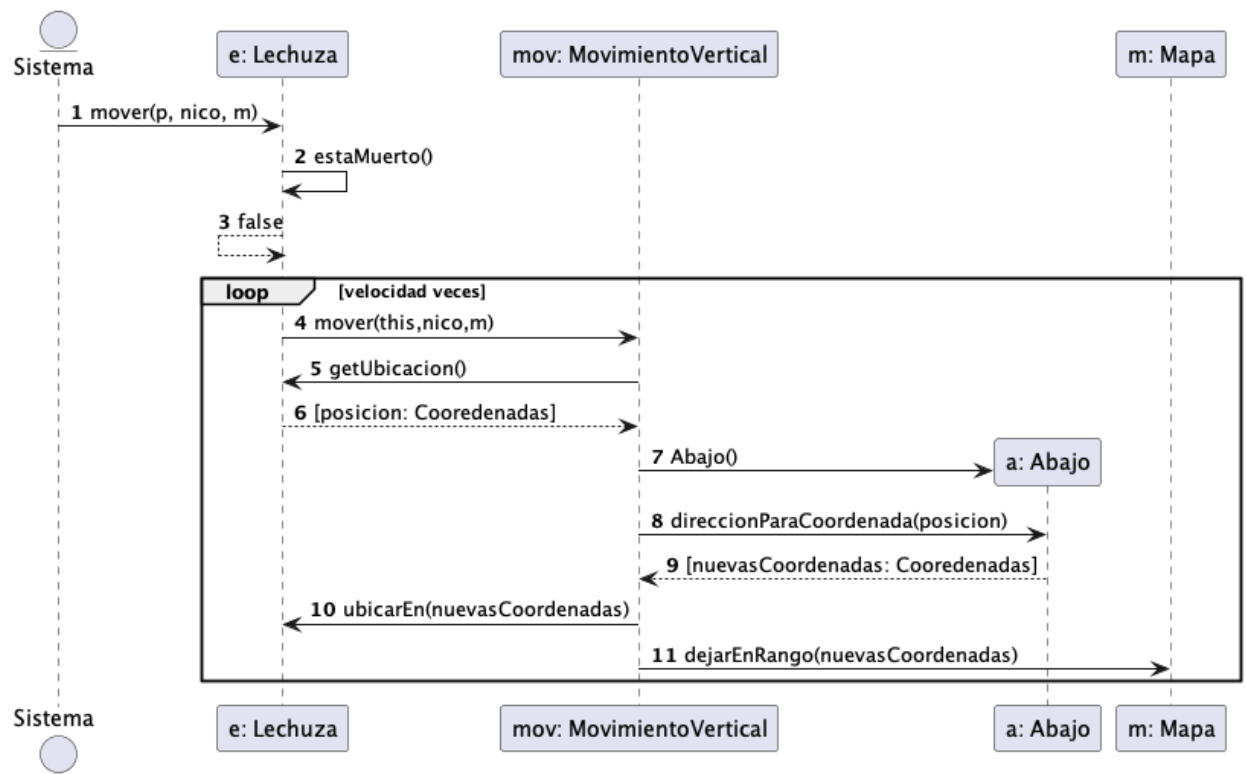 Sistema
e: Lechuza
mov: MovimientoVertical
m: Mapa
1 mover(p, nico, m)
2 estaMuerto()
3 false
loop [velocidad veces]
4 mover(this,nico,m)
5 getUbicacion()
6 [posicion: Cooredenadas]
7 Abajo()
a: Abajo
8 direccionParaCoordenada(posicion)
9 [nuevasCoordenadas: Cooredenadas]
10 ubicarEn(nuevasCoordenadas)
11 dejarEnRango(nuevasCoordenadas)
Sistema
e: Lechuza
mov: MovimientoVertical
a: Abajo
m: Mapa